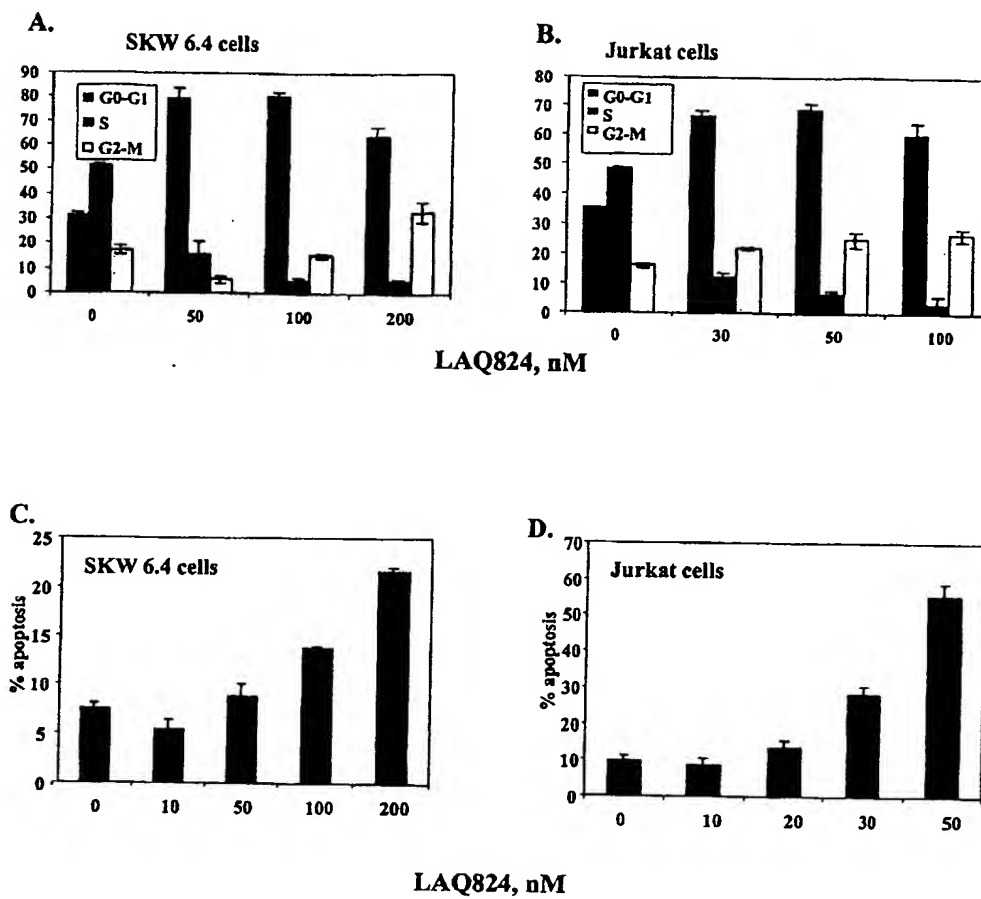 A.
SKW 6.4 cells
90
80
70
60
50
40
30
20
10
0
G0-G1
S
G2-M
0 50 100 200
B.
Jurkat cells
80
70
60
50
40
30
20
10
0
G0-G1
S
G2-M
0 30 50 100
LAQ824, nM
C.
SKW 6.4 cells
% apoptosis
25
20
15
10
5
0
0 10 50 100 200
D.
Jurkat cells
% apoptosis
70
60
50
40
30
20
10
0
0 10 20 30 50
LAQ824, nM